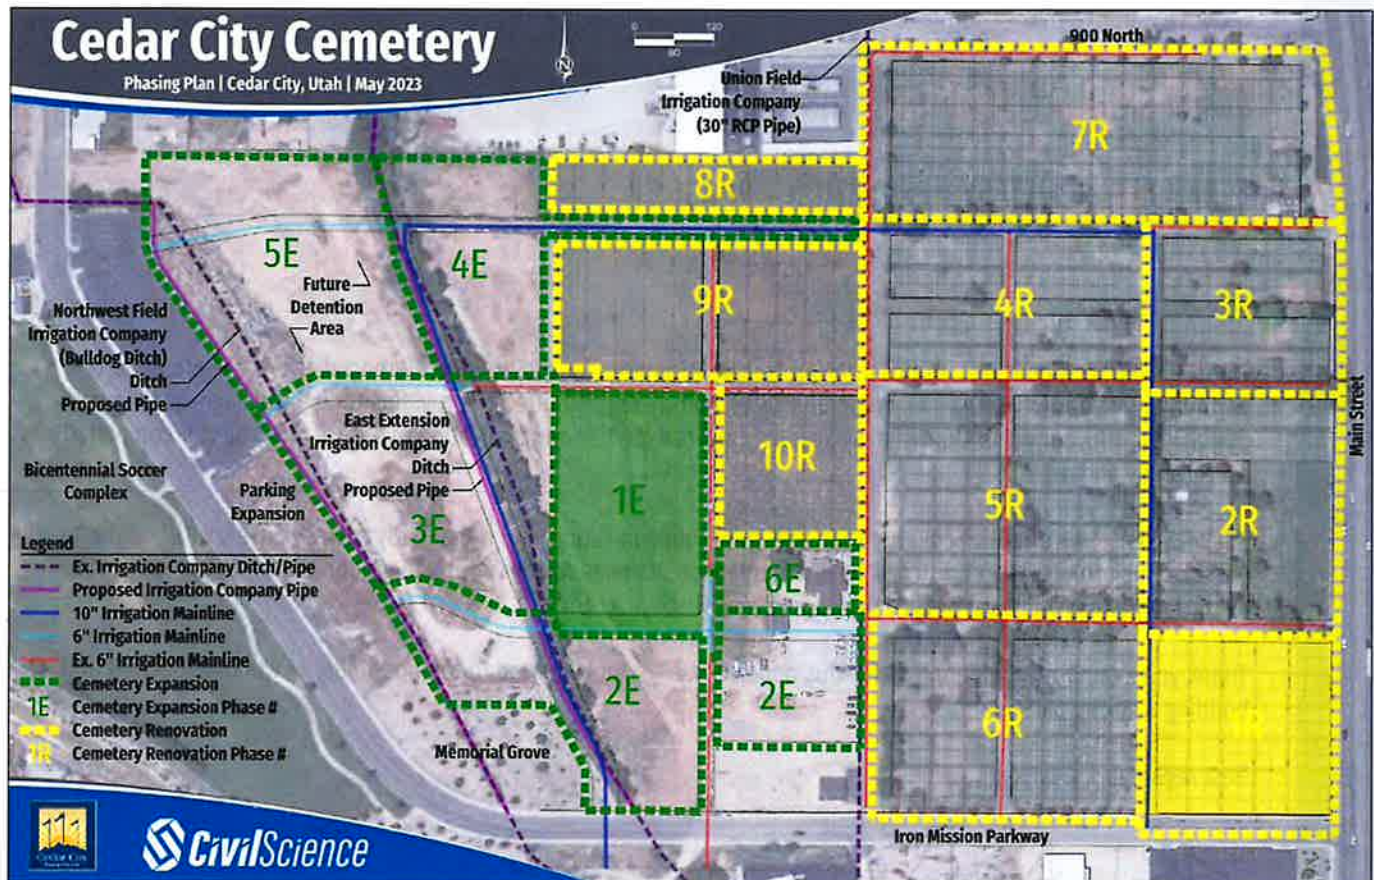 Cedar City Cemetery
Phasing Plan | Cedar City, Utah | May 2023
N
0 120
60
900 North
Union Field
Irrigation Company
(30" RCP Pipe)
7R
8R
5E
4E
9R
4R
3R
Future
Detention
Area
Northwest Field
Irrigation Company
(Bulldog Ditch)
Ditch
Proposed Pipe
East Extension
Irrigation Company
Ditch
Proposed Pipe
Main Street
Bicentennial Soccer
Complex
Parking
Expansion
3E
1E
10R
5R
2R
6E
2E
2E
6R
Legend
Ex. Irrigation Company Ditch/Pipe
Proposed Irrigation Company Pipe
10" Irrigation Mainline
6" Irrigation Mainline
Ex. 6" Irrigation Mainline
Cemetery Expansion
1E Cemetery Expansion Phase #
Cemetery Renovation
Cemetery Renovation Phase #
Memorial Grove
Iron Mission Parkway
Cedar City
CivilScience